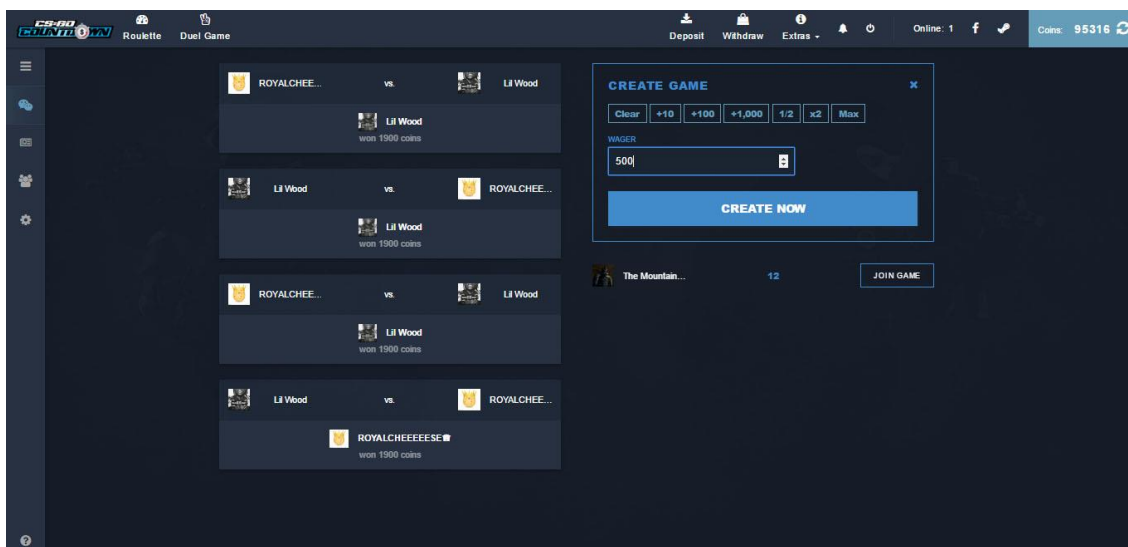 CS-GO
COUNTDOWN
Roulette
Duel Game
Deposit
Withdraw
Extras
Online: 1
Coins: 95316
ROYALCHEE... vs. Lil Wood
Lil Wood
won 1900 coins
Lil Wood vs. ROYALCHEE...
Lil Wood
won 1900 coins
ROYALCHEE... vs. Lil Wood
Lil Wood
won 1900 coins
Lil Wood vs. ROYALCHEE...
ROYALCHEEEEESE
won 1900 coins
CREATE GAME
Clear +10 +100 +1,000 1/2 x2 Max
WAGER
500
CREATE NOW
The Mountain... 12 JOIN GAME